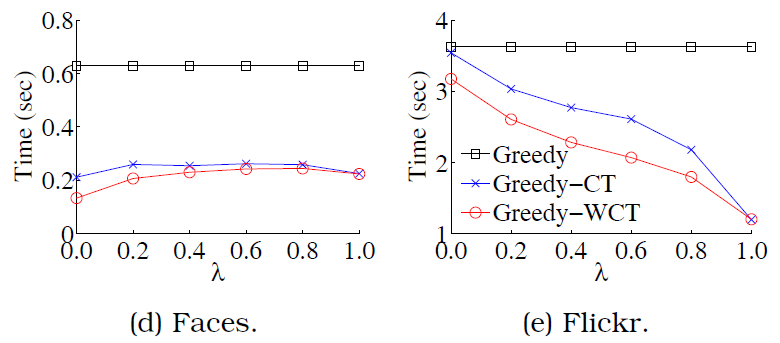 0.8
0.6
0.4
0.2
0
Time (sec)
0.0 0.2 0.4 0.6 0.8 1.0
λ
(d) Faces.
4
3
2
1
Time (sec)
Greedy
Greedy-CT
Greedy-WCT
0.0 0.2 0.4 0.6 0.8 1.0
λ
(e) Flickr.